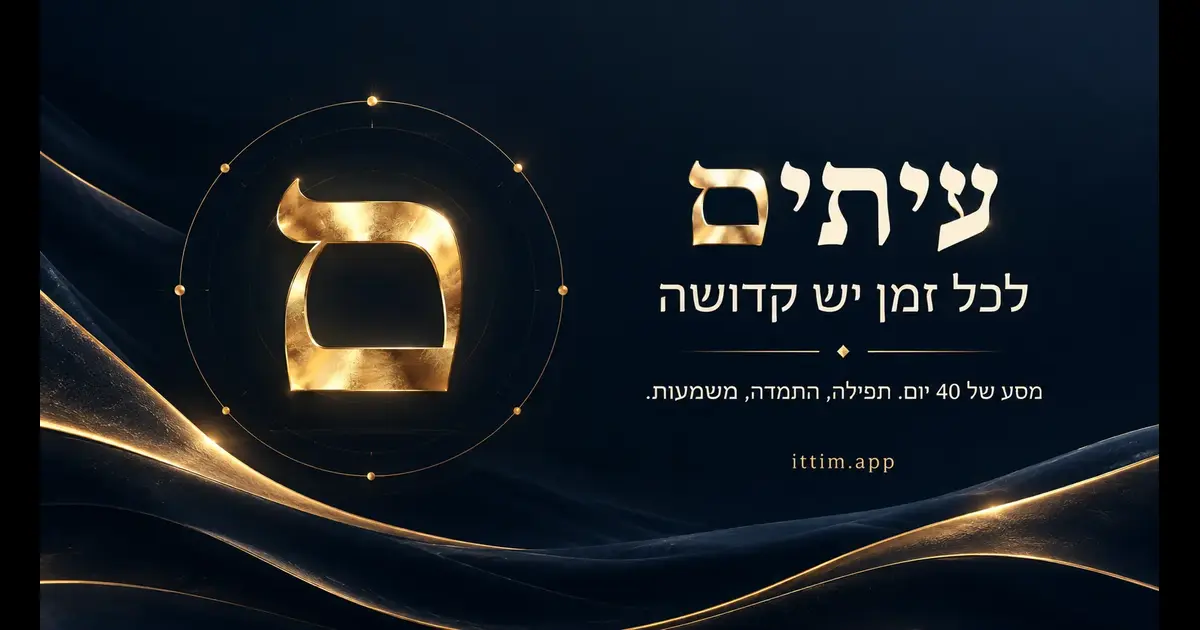 ם
עיתים
לכל זמן יש קדושה
מסע של 40 יום. תפילה, התמדה, משמעות.
ittim.app